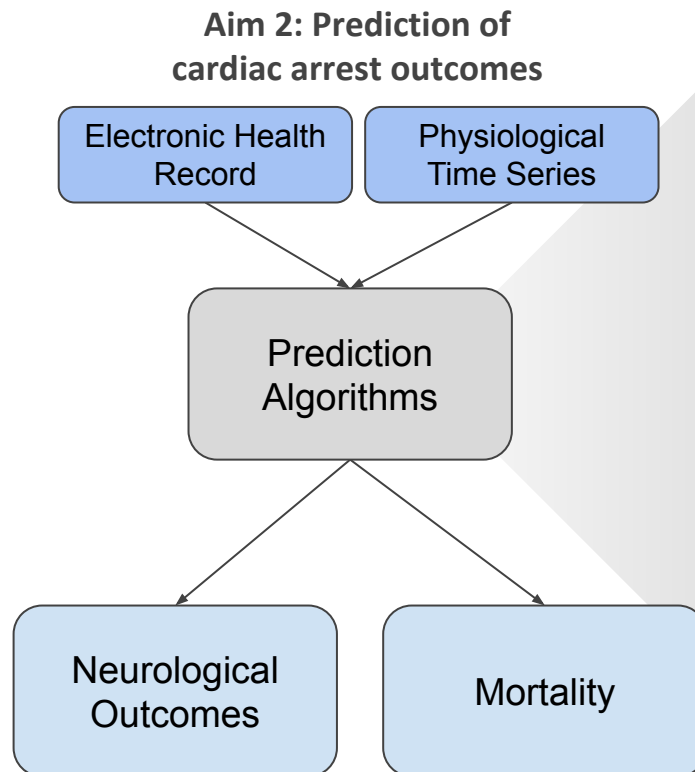 Aim 2: Prediction of
cardiac arrest outcomes
Electronic Health
Record
Physiological
Time Series
Prediction
Algorithms
Neurological
Outcomes
Mortality